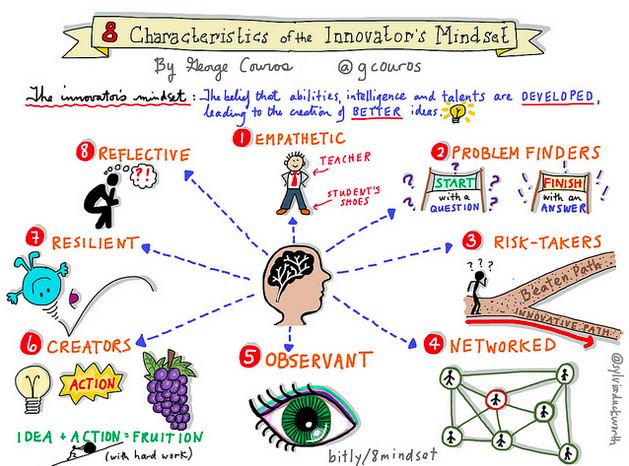 8 Characteristics of the Innovator's Mindset
By George Couros @gcouros
The innovator's mindset : The belief that abilities, intelligence and talents are DEVELOPED,
leading to the creation of BETTER ideas.
1 EMPATHETIC
TEACHER
STUDENT'S
SHOES
2 PROBLEM FINDERS
? ? ? ? ? ?
START
with a
QUESTION
! ! ! ! ! !
FINISH
with an
ANSWER
3 RISK-TAKERS
? ? ?
Beaten Path
INNOVATIVE PATH
4 NETWORKED
5 OBSERVANT
6 CREATORS
ACTION
IDEA + ACTION = FRUITION
(with hard work)
7 RESILIENT
8 REFLECTIVE
?!
bitly/8mindset
@sylviaduckworth